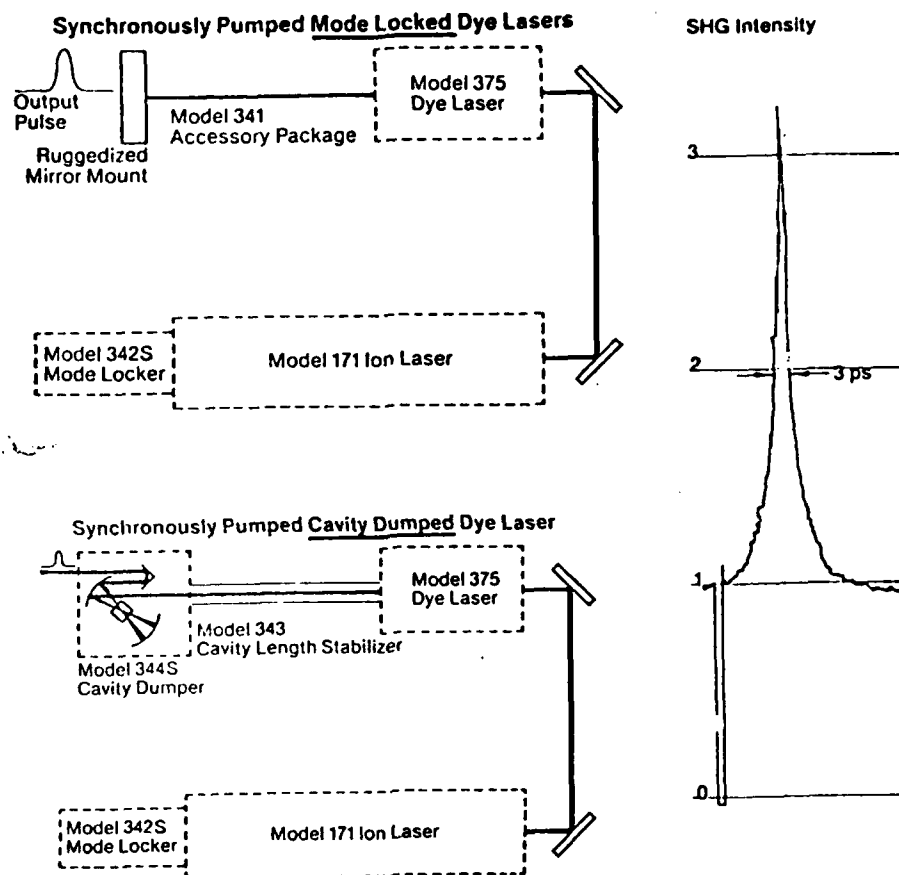 Synchronously Pumped Mode Locked Dye Lasers
Output
Pulse
Ruggedized
Mirror Mount
Model 341
Accessory Package
Model 375
Dye Laser
Model 342S
Mode Locker
Model 171 Ion Laser
Synchronously Pumped Cavity Dumped Dye Laser
Model 344S
Cavity Dumper
Model 343
Cavity Length Stabilizer
Model 375
Dye Laser
Model 342S
Mode Locker
Model 171 Ion Laser
SHG Intensity
3
2
3 ps
1
0